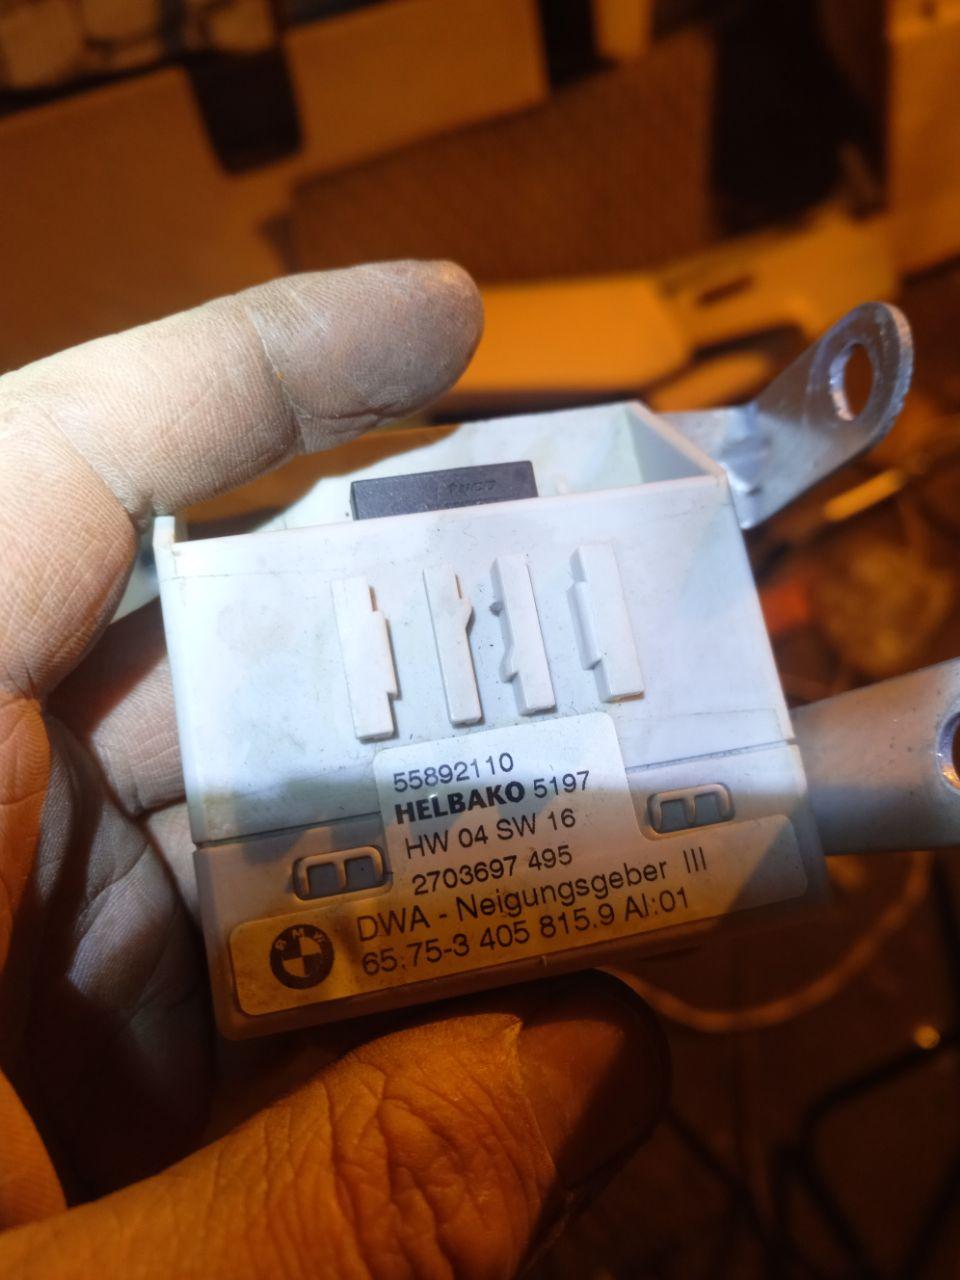 55892110
HELBAKO 5197
HW 04 SW 16
2703697 495
DWA - Neigungsgeber III
65.75-3 405 815.9 AI:01
BMW